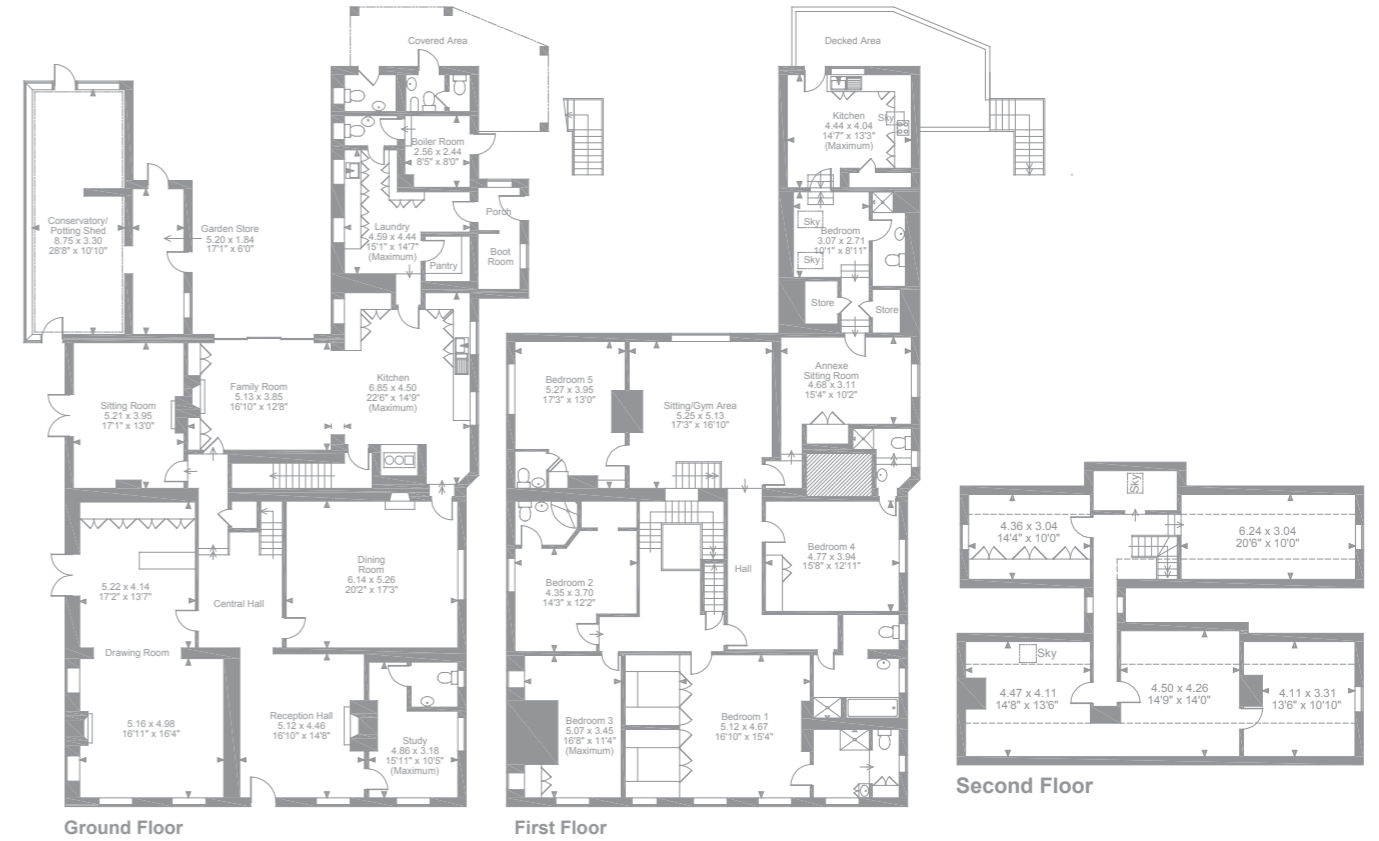 Covered Area
Boiler Room
2.56 x 2.44
8'5" x 8'0"
Porch
Boot
Room
Laundry
4.59 x 4.44
15'1" x 14'7"
(Maximum)
Pantry
Conservatory/
Potting Shed
8.75 x 3.30
28'8" x 10'10"
Garden Store
5.20 x 1.84
17'1" x 6'0"
Sitting Room
5.21 x 3.95
17'1" x 13'0"
Family Room
5.13 x 3.85
16'10" x 12'8"
Kitchen
6.85 x 4.50
22'6" x 14'9"
(Maximum)
5.22 x 4.14
17'2" x 13'7"
Drawing Room
5.16 x 4.98
16'11" x 16'4"
Central Hall
Dining
Room
6.14 x 5.26
20'2" x 17'3"
Reception Hall
5.12 x 4.46
16'10" x 14'8"
Study
4.86 x 3.18
15'11" x 10'5"
(Maximum)
Ground Floor
Decked Area
Kitchen
4.44 x 4.04
14'7" x 13'3"
(Maximum)
Sky
Sky
Bedroom
3.07 x 2.71
10'1" x 8'11"
Sky
Store
Store
Annexe
Sitting Room
4.68 x 3.11
15'4" x 10'2"
Bedroom 5
5.27 x 3.95
17'3" x 13'0"
Sitting/Gym Area
5.25 x 5.13
17'3" x 16'10"
Bedroom 2
4.35 x 3.70
14'3" x 12'2"
Hall
Bedroom 4
4.77 x 3.94
15'8" x 12'11"
Bedroom 3
5.07 x 3.45
16'8" x 11'4"
(Maximum)
Bedroom 1
5.12 x 4.67
16'10" x 15'4"
First Floor
Sky
4.36 x 3.04
14'4" x 10'0"
6.24 x 3.04
20'6" x 10'0"
Sky
4.47 x 4.11
14'8" x 13'6"
4.50 x 4.26
14'9" x 14'0"
4.11 x 3.31
13'6" x 10'10"
Second Floor